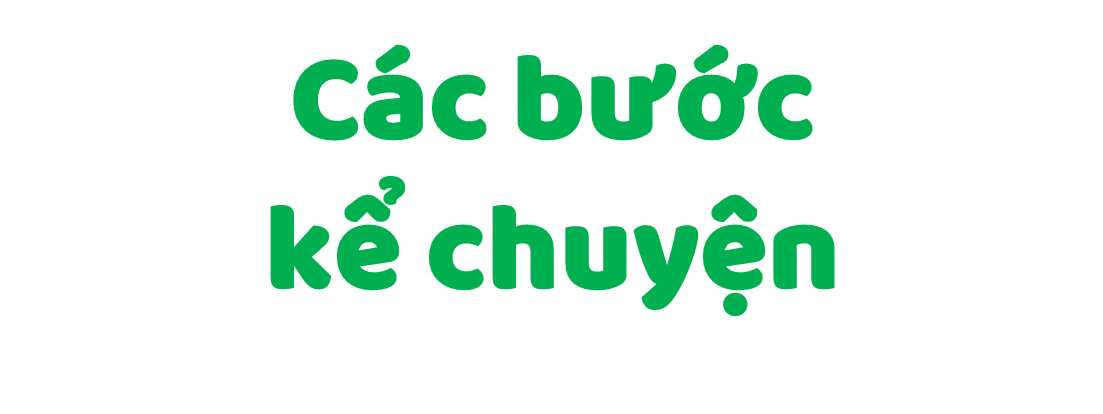 Các bước
kể chuyện